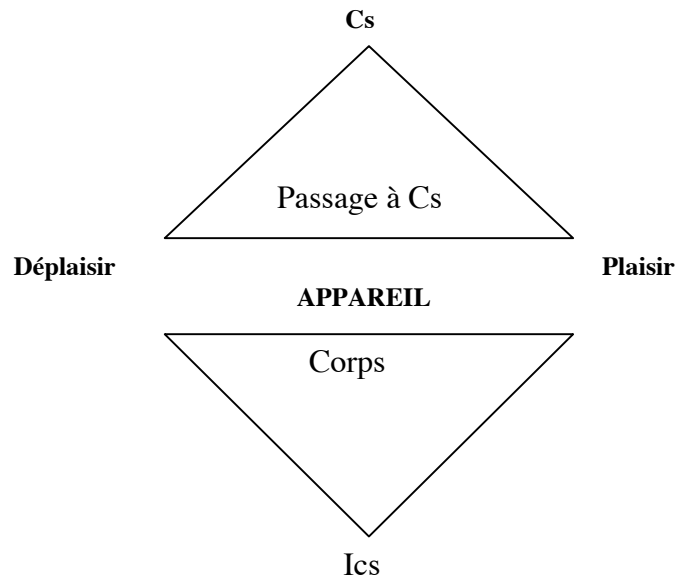 Cs
Passage à Cs
Déplaisir
Plaisir
APPAREIL
Corps
Ics